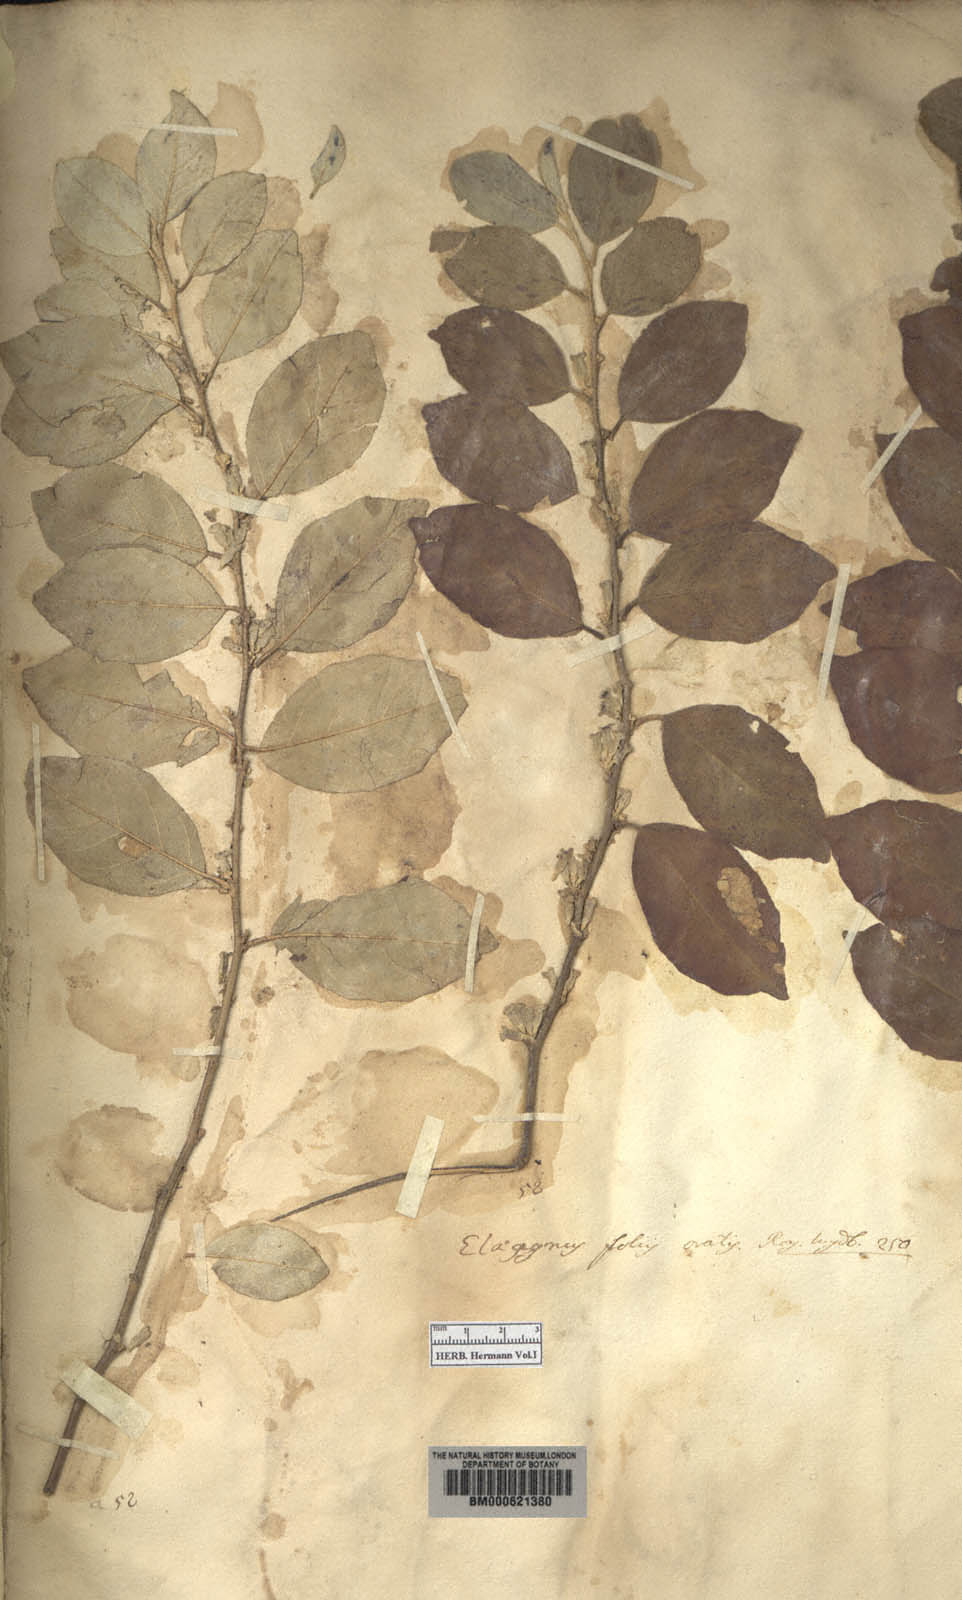 52
Elæagnus foliis ovatis. Roy. lugdb. 250
mm 1 2 3
HERB. Hermann Vol.I
THE NATURAL HISTORY MUSEUM, LONDON
DEPARTMENT OF BOTANY
BM000621380
a 52